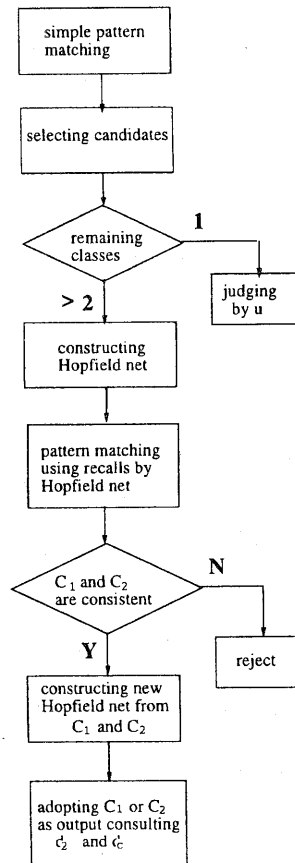 simple pattern
matching
selecting candidates
remaining
classes
1
judging
by u
> 2
constructing
Hopfield net
pattern matching
using recalls by
Hopfield net
C₁ and C₂
are consistent
N
reject
Y
constructing new
Hopfield net from
C₁ and C₂
adopting C₁ or C₂
as output consulting
and